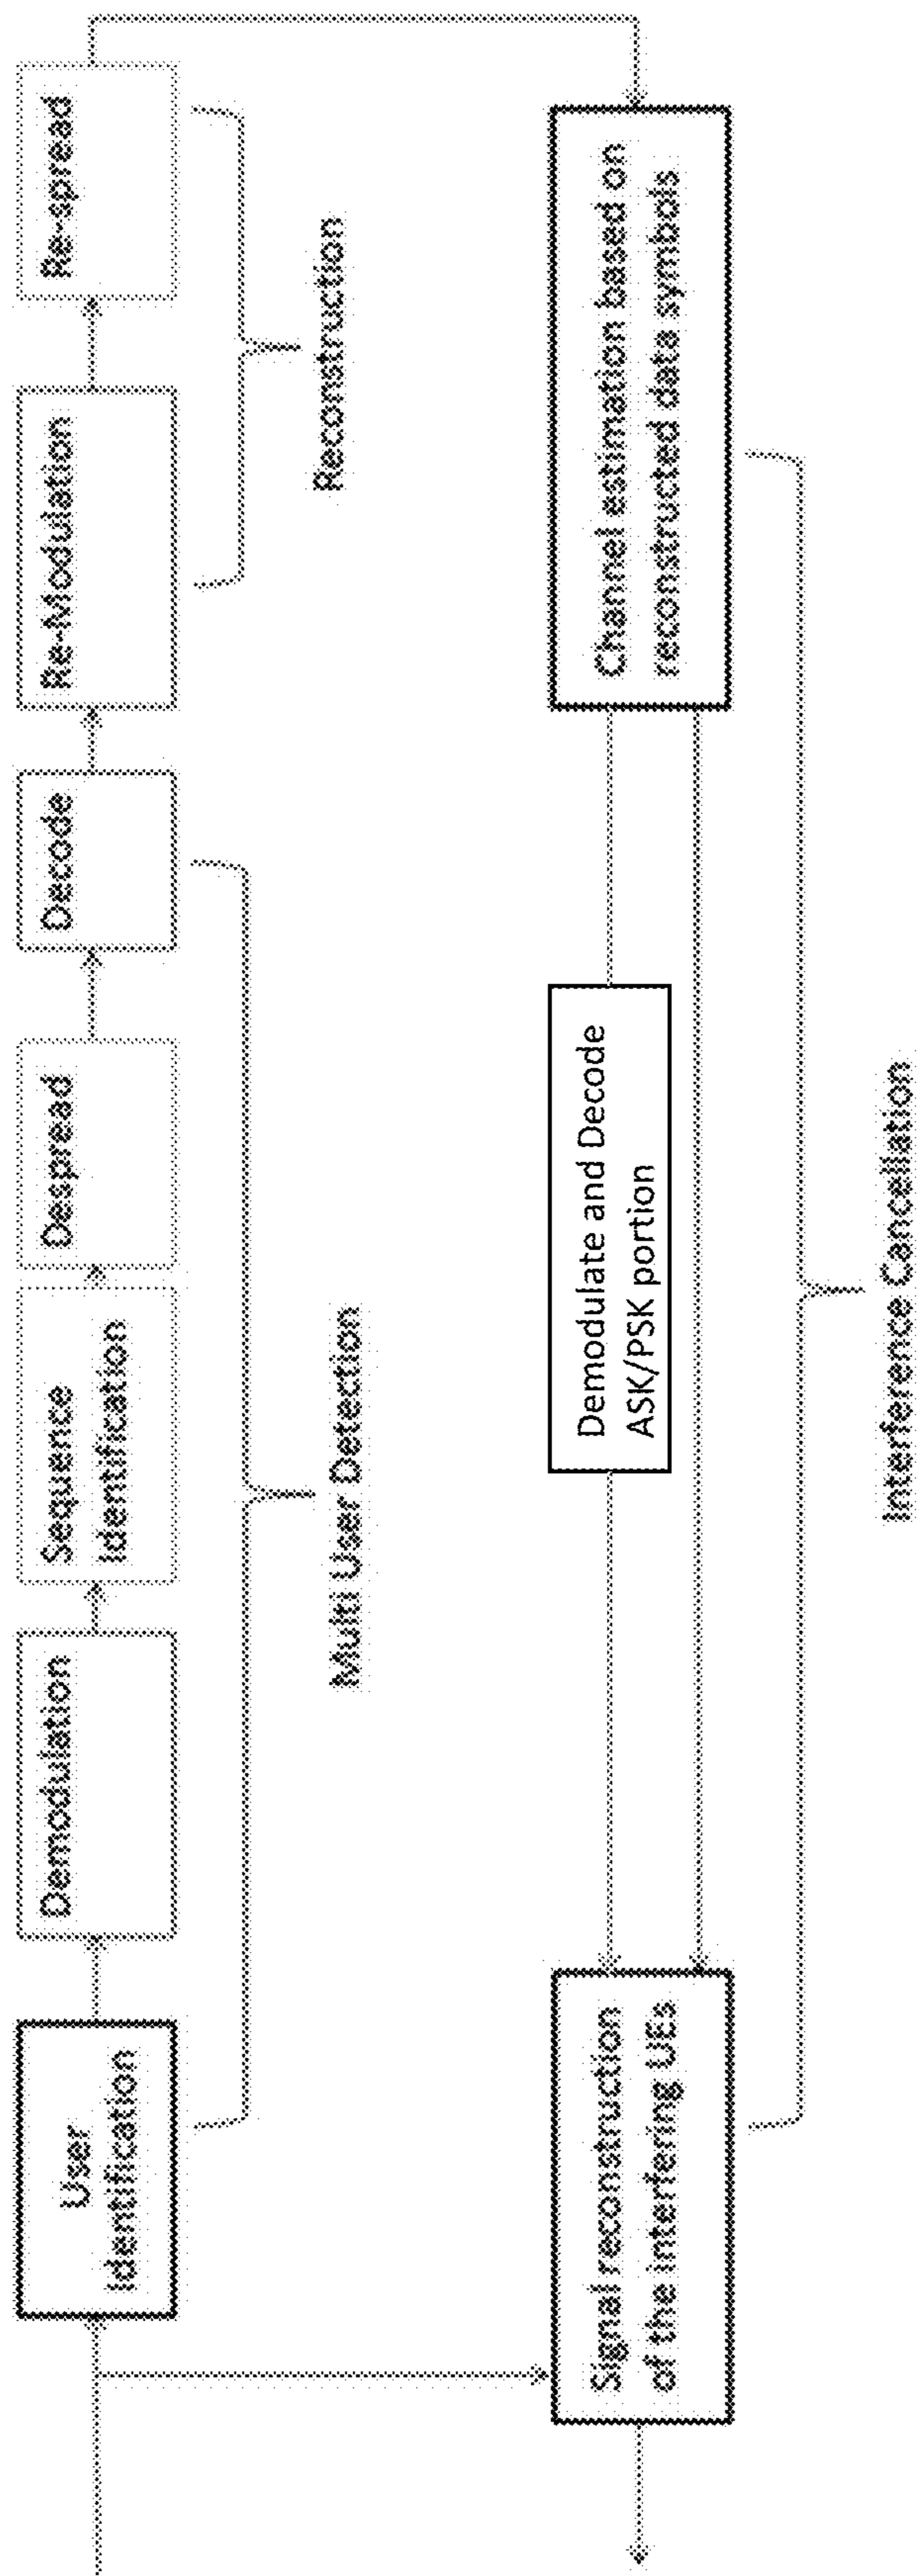 User
Identification
Demodulation
Sequence
Identification
Despread
Decode
Re-Modulation
Re-spread
Multi User Detection
Reconstruction
Signal reconstruction
of the interfering UEs
Demodulate and Decode
ASK/PSK portion
Channel estimation based on
reconstructed data symbols
Interference Cancellation